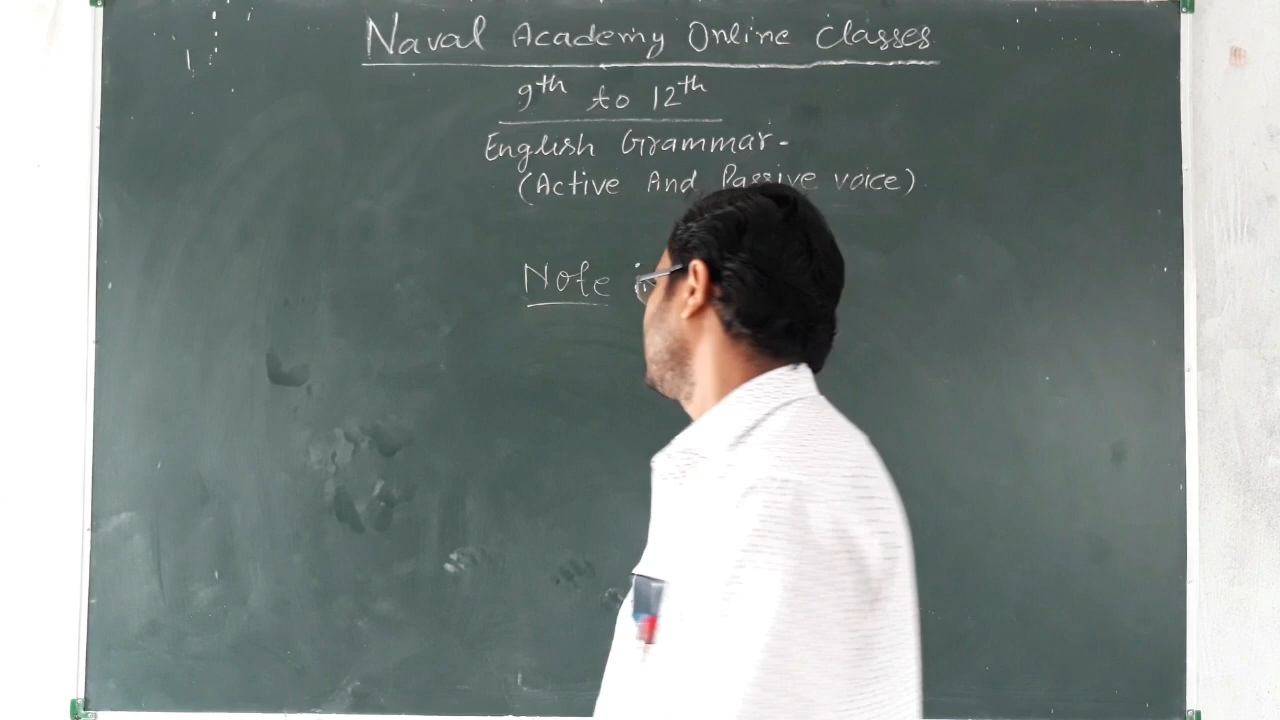 Naval Academy Online Classes
9th to 12th
English Grammar-
(Active And Passive voice)
Note